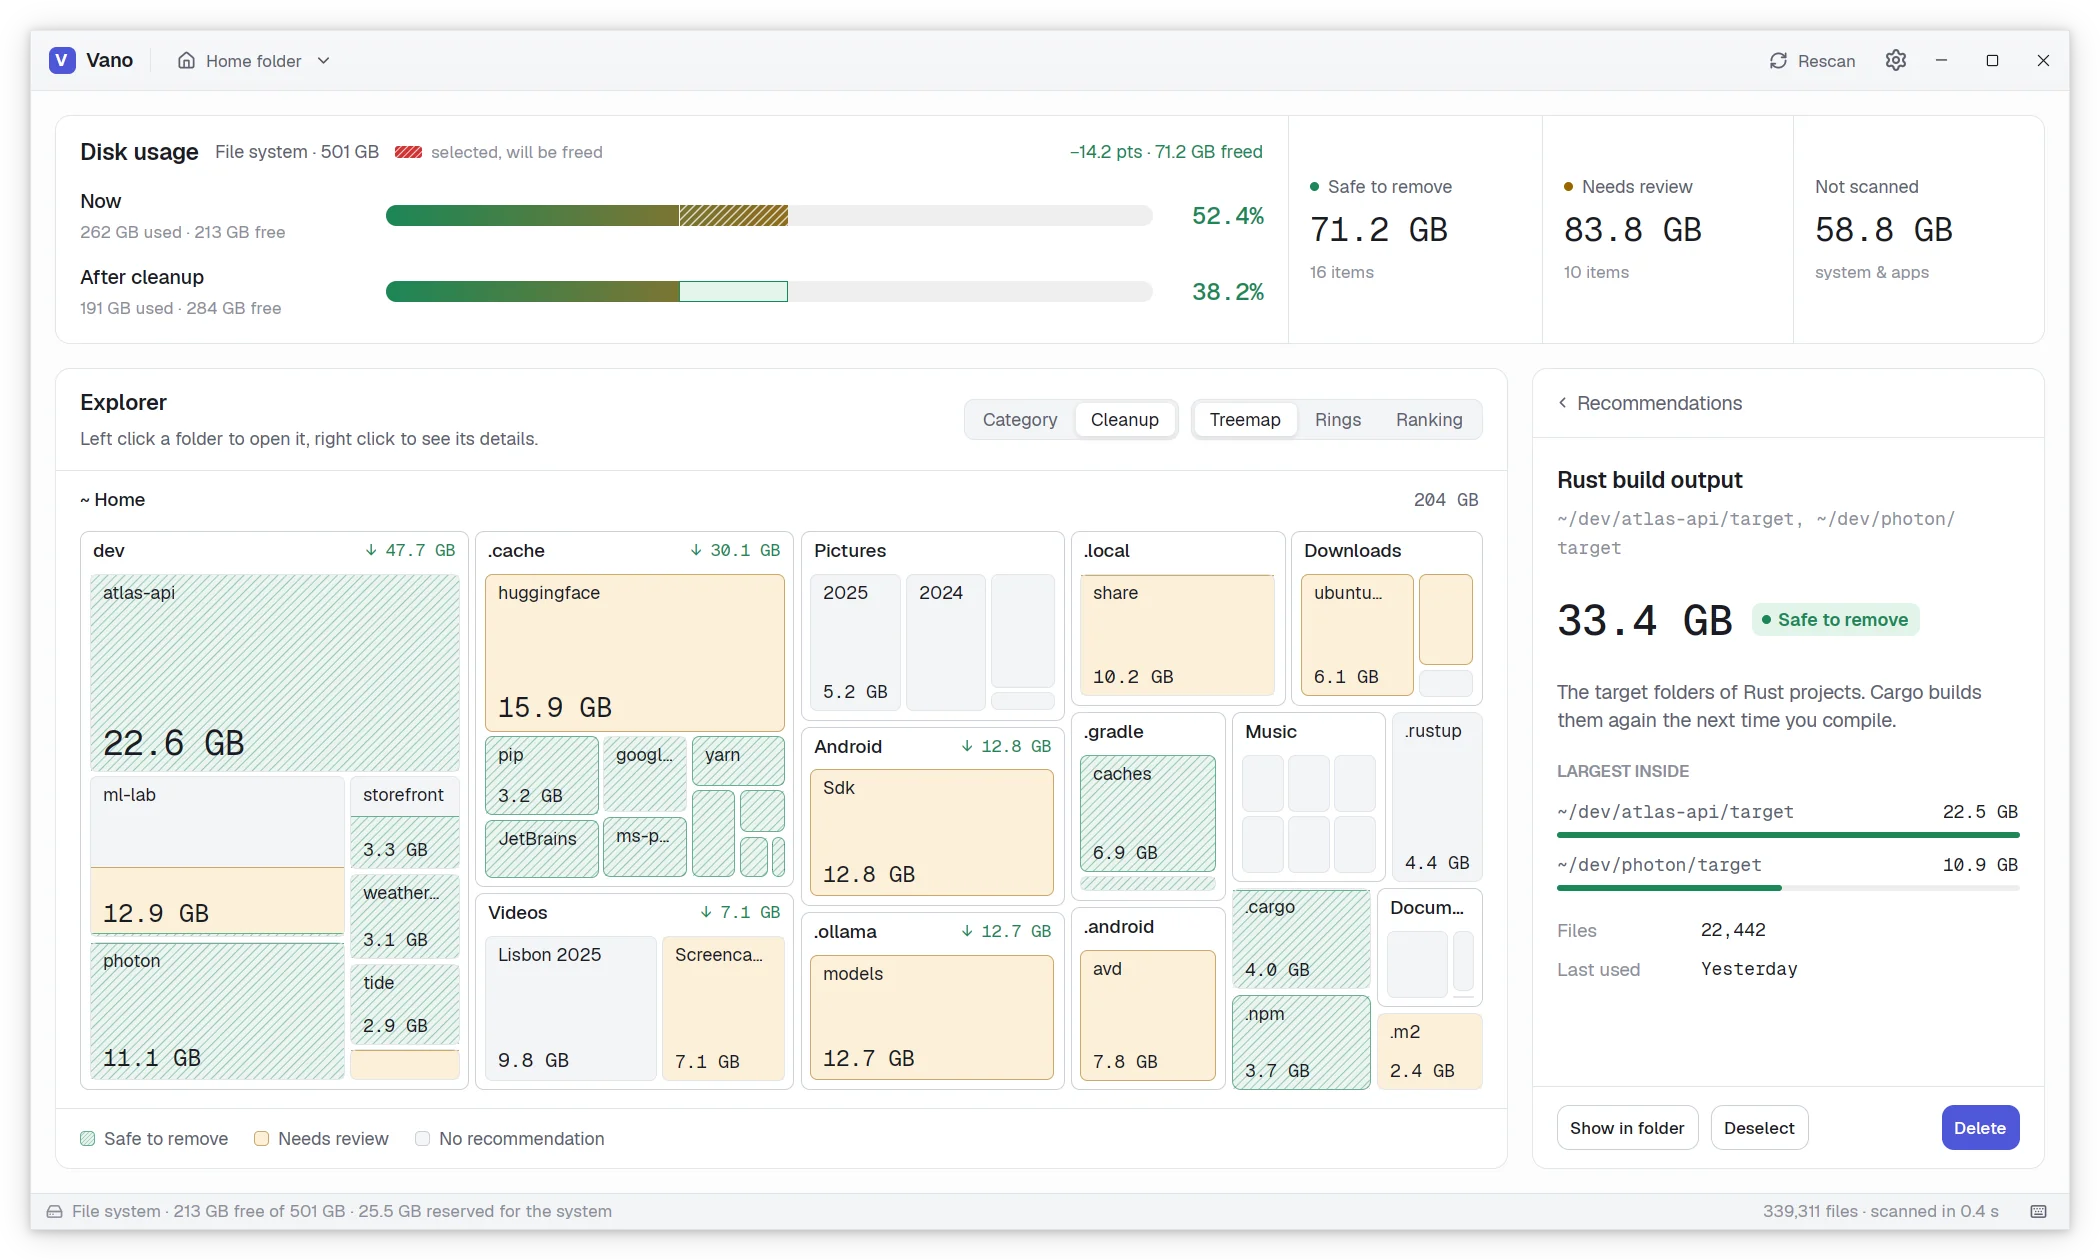 V Vano Home folder Rescan
Disk usage File system · 501 GB selected, will be freed −14.2 pts · 71.2 GB freed
Now
262 GB used · 213 GB free
52.4%
After cleanup
191 GB used · 284 GB free
38.2%
Safe to remove
71.2 GB
16 items
Needs review
83.8 GB
10 items
Not scanned
58.8 GB
system & apps
Explorer
Left click a folder to open it, right click to see its details.
Category Cleanup Treemap Rings Ranking
~ Home 204 GB
dev ↓ 47.7 GB
atlas-api
22.6 GB
ml-lab
12.9 GB
photon
11.1 GB
storefront
3.3 GB
weather...
3.1 GB
tide
2.9 GB
.cache ↓ 30.1 GB
huggingface
15.9 GB
pip
3.2 GB
googl...
yarn
JetBrains
ms-p...
Videos ↓ 7.1 GB
Lisbon 2025
9.8 GB
Screenca...
7.1 GB
Pictures
2025
5.2 GB
2024
Android ↓ 12.8 GB
Sdk
12.8 GB
.ollama ↓ 12.7 GB
models
12.7 GB
.local
share
10.2 GB
Downloads
ubuntu...
6.1 GB
.gradle
caches
6.9 GB
Music
.rustup
4.4 GB
.android
avd
7.8 GB
.cargo
4.0 GB
.npm
3.7 GB
Docum...
.m2
2.4 GB
Safe to remove Needs review No recommendation
Recommendations
Rust build output
~/dev/atlas-api/target, ~/dev/photon/
target
33.4 GB Safe to remove
The target folders of Rust projects. Cargo builds
them again the next time you compile.
LARGEST INSIDE
~/dev/atlas-api/target 22.5 GB
~/dev/photon/target 10.9 GB
Files 22,442
Last used Yesterday
Show in folder Deselect Delete
File system · 213 GB free of 501 GB · 25.5 GB reserved for the system 339,311 files · scanned in 0.4 s